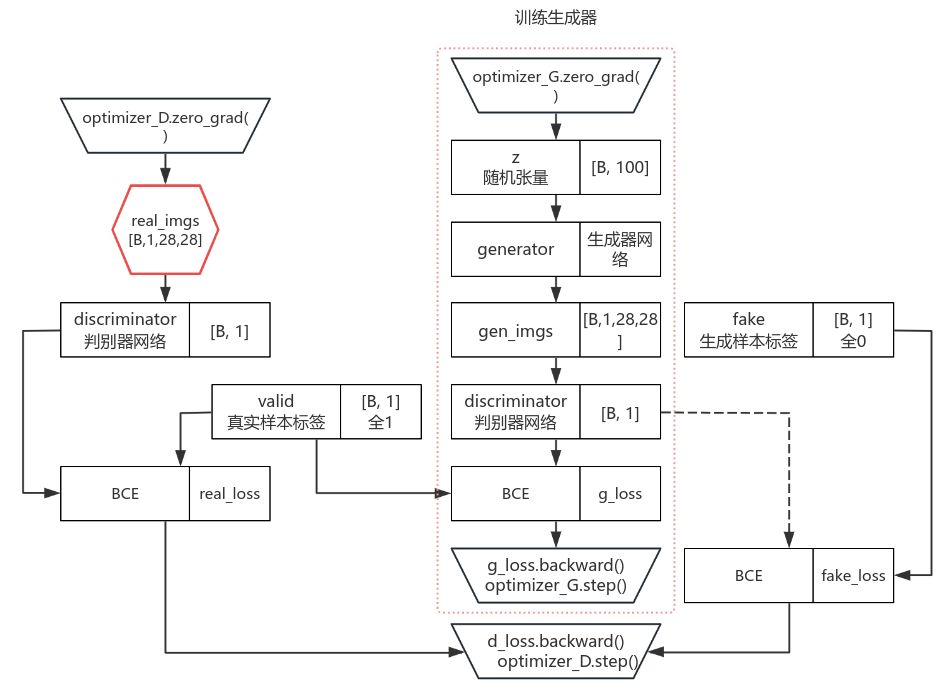 训练生成器
optimizer_G.zero_grad(
)
optimizer_D.zero_grad(
)
z
随机张量
[B, 100]
real_imgs
[B,1,28,28]
generator
生成器网
络
discriminator
判别器网络
[B, 1]
gen_imgs
[B,1,28,28
]
fake
生成样本标签
[B, 1]
全0
valid
真实样本标签
[B, 1]
全1
discriminator
判别器网络
[B, 1]
BCE
real_loss
BCE
g_loss
g_loss.backward()
optimizer_G.step()
BCE
fake_loss
d_loss.backward()
optimizer_D.step()